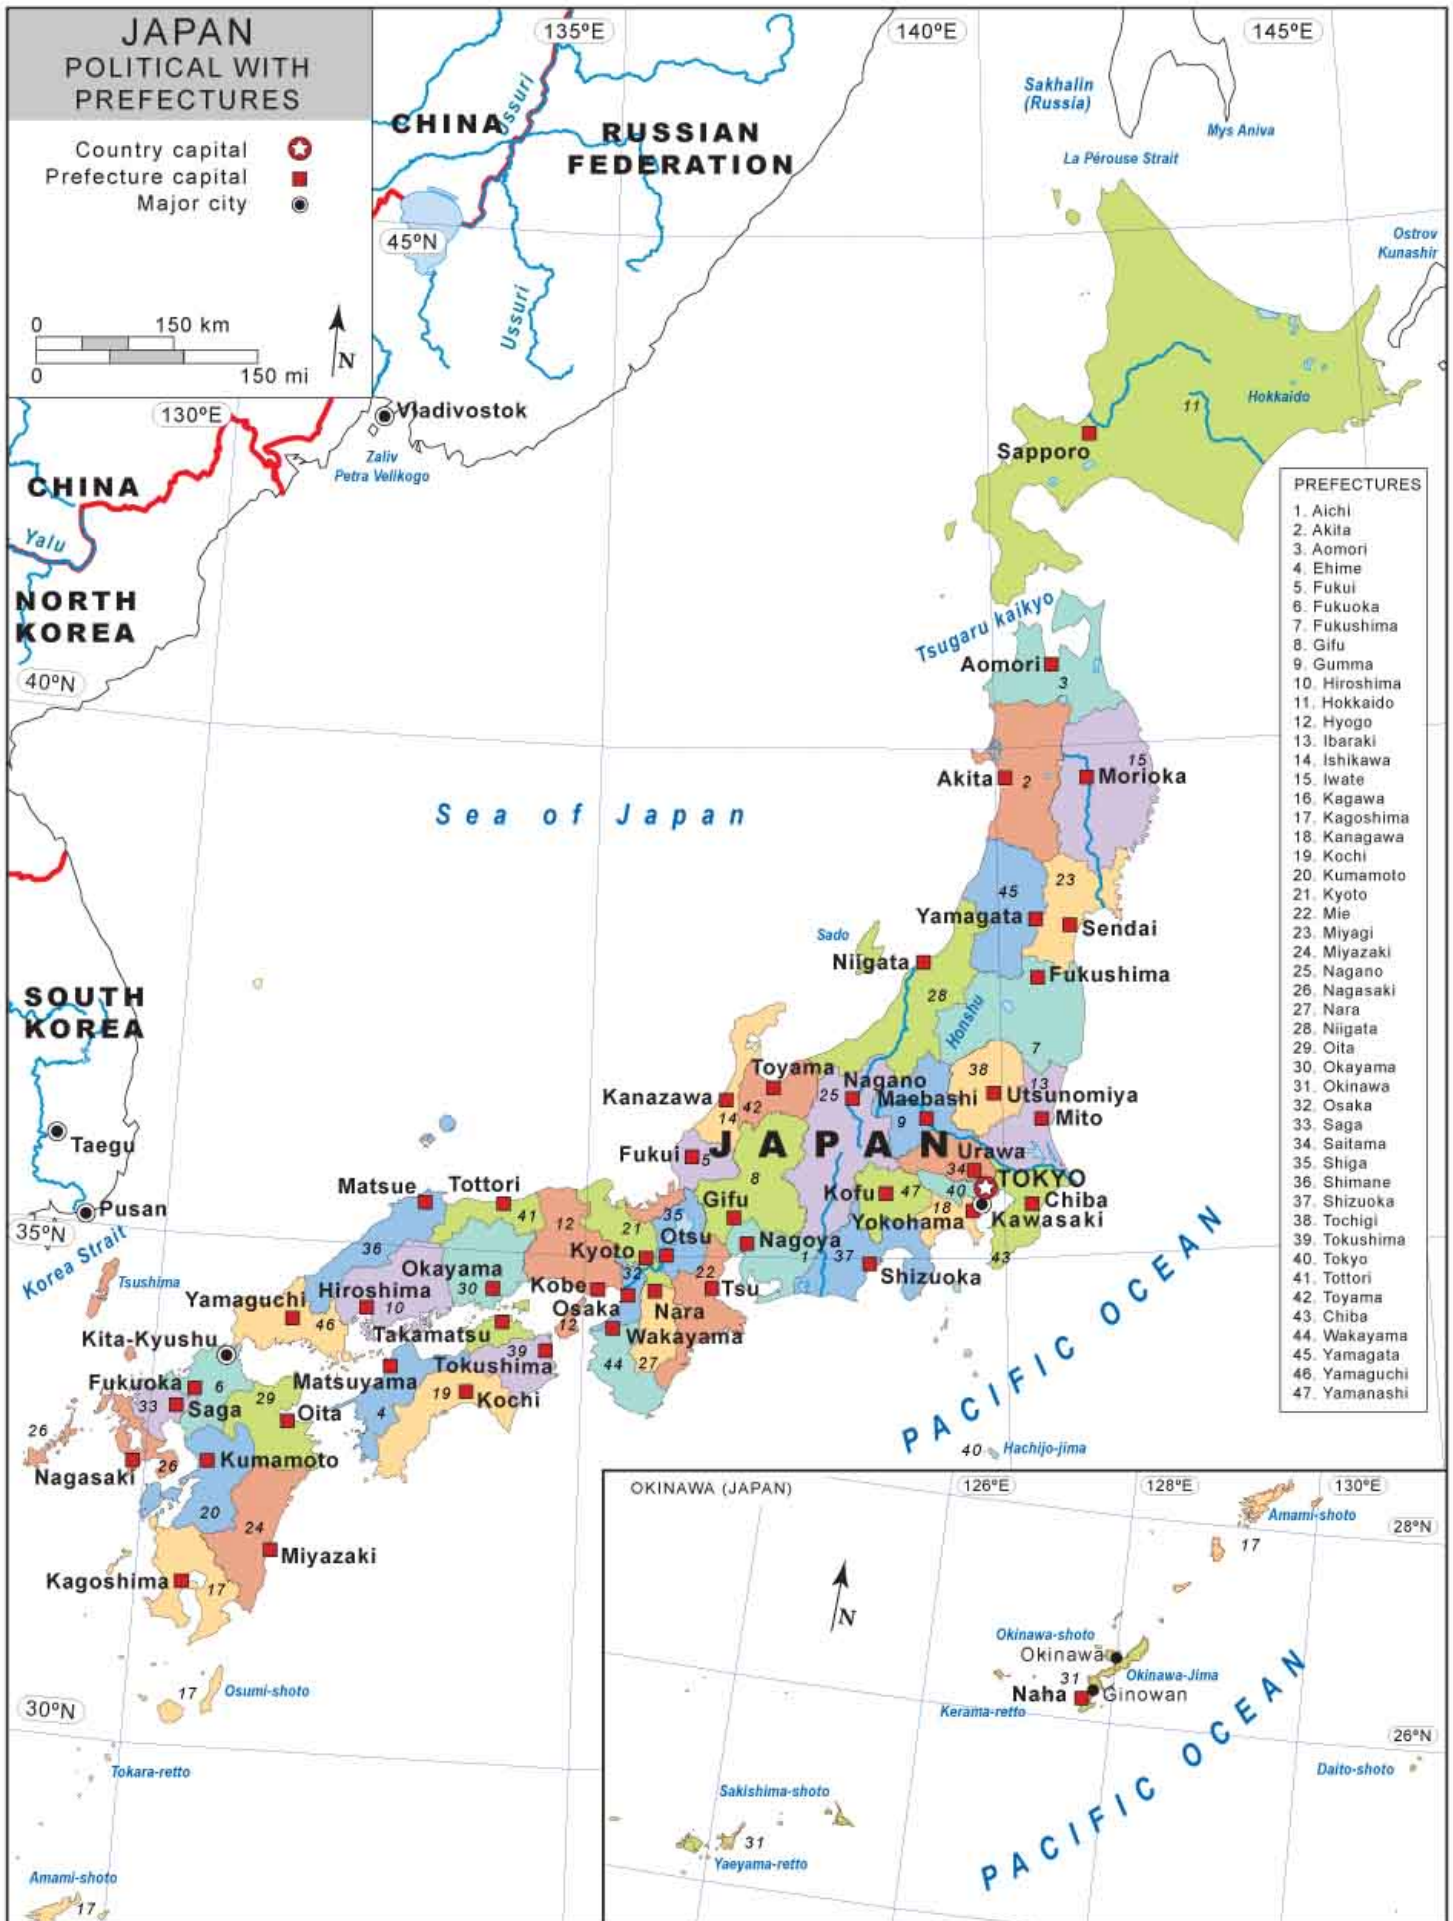 JAPAN
POLITICAL WITH
PREFECTURES
Country capital
Prefecture capital
Major city
0 150 km
0 150 mi
N
135ºE
140ºE
145ºE
130ºE
45ºN
40ºN
35ºN
30ºN
CHINA
Ussuri
RUSSIAN
FEDERATION
Ussuri
Sakhalin
(Russia)
Mys Aniva
La Pérouse Strait
Ostrov
Kunashir
Vladivostok
Zaliv
Petra Velikogo
CHINA
Yalu
NORTH
KOREA
SOUTH
KOREA
Taegu
Pusan
Korea Strait
Tsushima
Sea of Japan
11
Hokkaido
Sapporo
Tsugaru kaikyo
Aomori
3
Akita
2
15
Morioka
45
23
Yamagata
Sendai
Sado
Niigata
Fukushima
28
Honshu
7
38
13
Toyama
Nagano
Kanazawa
42
25
Maebashi
Utsunomiya
14
9
Mito
JAPAN
Fukui
5
Urawa
34
8
TOKYO
Matsue
Tottori
Gifu
Kofu
47
40
Chiba
41
12
21
35
18
Yokohama
Kawasaki
36
Kyoto
Otsu
Nagoya
1
37
43
Okayama
32
22
Shizuoka
Hiroshima
30
Kobe
Tsu
Yamaguchi
10
Osaka
Nara
46
Takamatsu
12
Wakayama
Kita-Kyushu
39
Tokushima
44
27
Fukuoka
6
29
Matsuyama
33
Saga
Oita
4
19
Kochi
26
Nagasaki
26
Kumamoto
20
24
Miyazaki
Kagoshima
17
17
Osumi-shoto
Tokara-retto
Amami-shoto
17
PACIFIC OCEAN
40
Hachijo-jima
PREFECTURES
1. Aichi
2. Akita
3. Aomori
4. Ehime
5. Fukui
6. Fukuoka
7. Fukushima
8. Gifu
9. Gumma
10. Hiroshima
11. Hokkaido
12. Hyogo
13. Ibaraki
14. Ishikawa
15. Iwate
16. Kagawa
17. Kagoshima
18. Kanagawa
19. Kochi
20. Kumamoto
21. Kyoto
22. Mie
23. Miyagi
24. Miyazaki
25. Nagano
26. Nagasaki
27. Nara
28. Niigata
29. Oita
30. Okayama
31. Okinawa
32. Osaka
33. Saga
34. Saitama
35. Shiga
36. Shimane
37. Shizuoka
38. Tochigi
39. Tokushima
40. Tokyo
41. Tottori
42. Toyama
43. Chiba
44. Wakayama
45. Yamagata
46. Yamaguchi
47. Yamanashi
OKINAWA (JAPAN)
126ºE
128ºE
130ºE
28ºN
26ºN
N
Amami-shoto
17
Okinawa-shoto
Okinawa
31
Okinawa-Jima
Naha
Ginowan
Kerama-retto
Daito-shoto
Sakishima-shoto
31
Yaeyama-retto
PACIFIC OCEAN